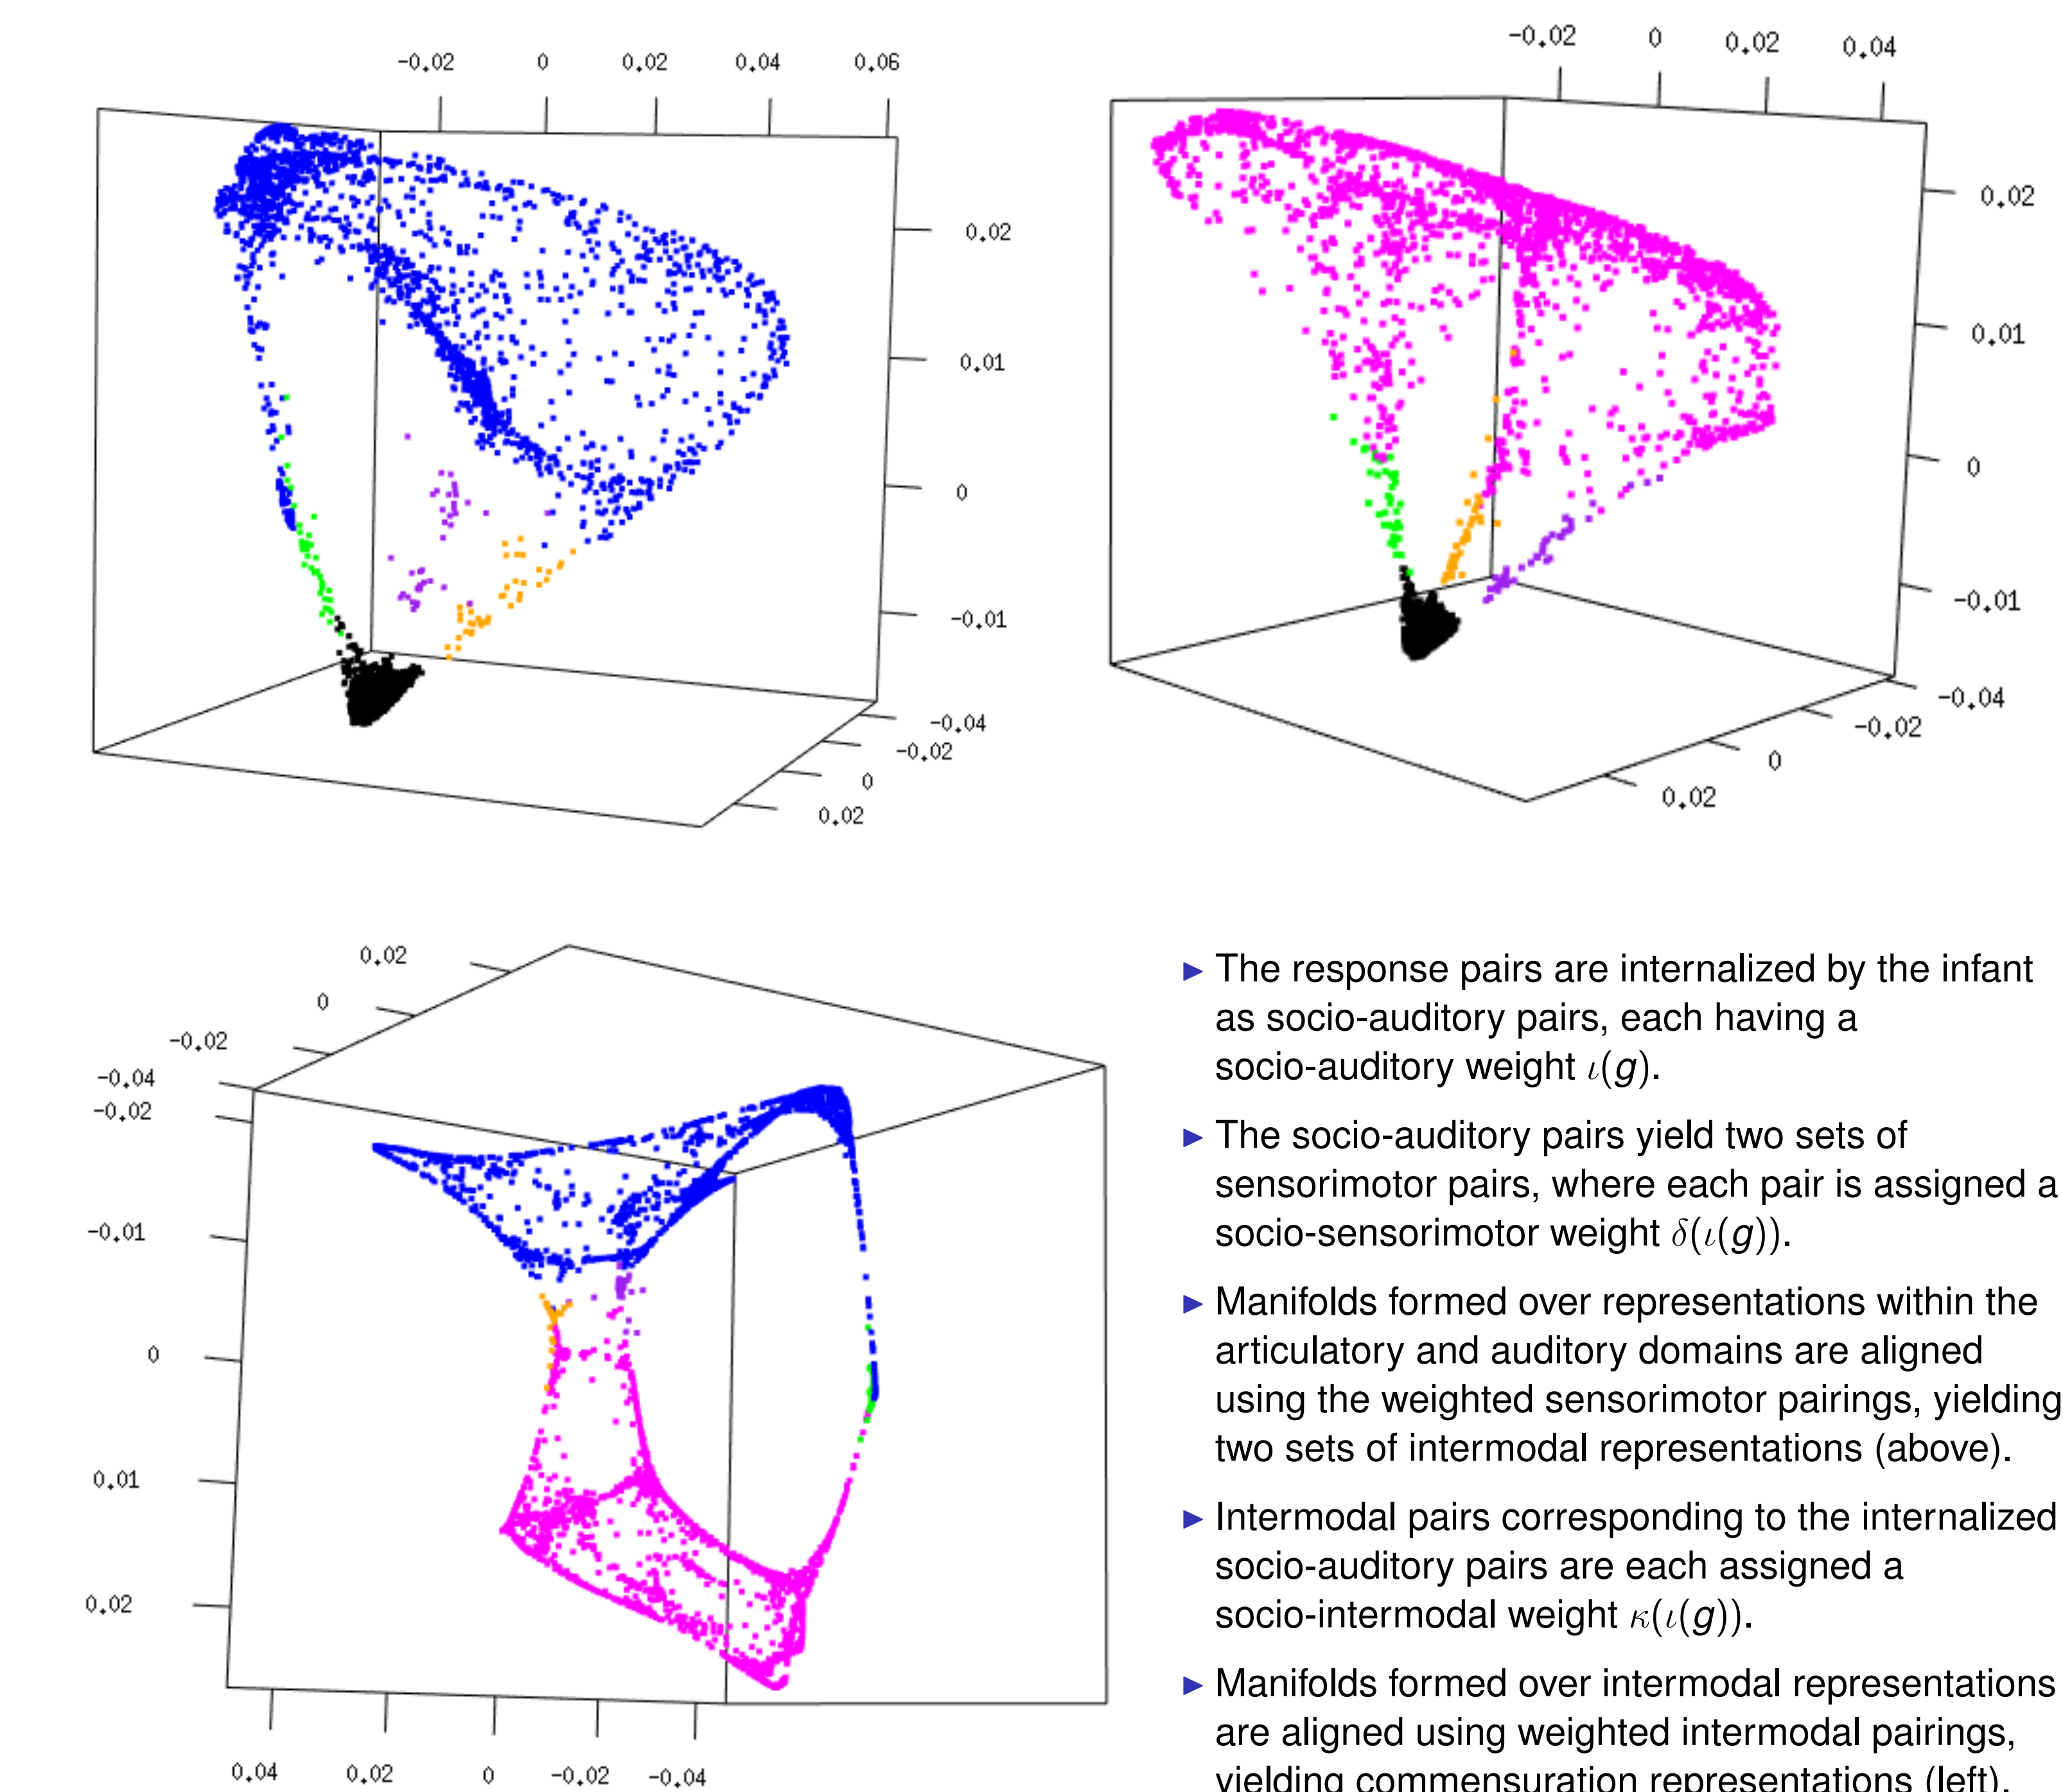 -0.02 0 0.02 0.04 0.06
0.02
0.01
0
-0.01
-0.04
-0.02
0
0.02
-0.02 0 0.02 0.04
0.02
0.01
0
-0.01
-0.04
-0.02
0
0.02
0.02
0
-0.02
-0.04
-0.02
-0.01
0
0.01
0.02
0.04 0.02 0 -0.02 -0.04
▶ The response pairs are internalized by the infant
as socio-auditory pairs, each having a
socio-auditory weight ι(g).
▶ The socio-auditory pairs yield two sets of
sensorimotor pairs, where each pair is assigned a
socio-sensorimotor weight δ(ι(g)).
▶ Manifolds formed over representations within the
articulatory and auditory domains are aligned
using the weighted sensorimotor pairings, yielding
two sets of intermodal representations (above).
▶ Intermodal pairs corresponding to the internalized
socio-auditory pairs are each assigned a
socio-intermodal weight κ(ι(g)).
▶ Manifolds formed over intermodal representations
are aligned using weighted intermodal pairings,
yielding commensuration representations (left).